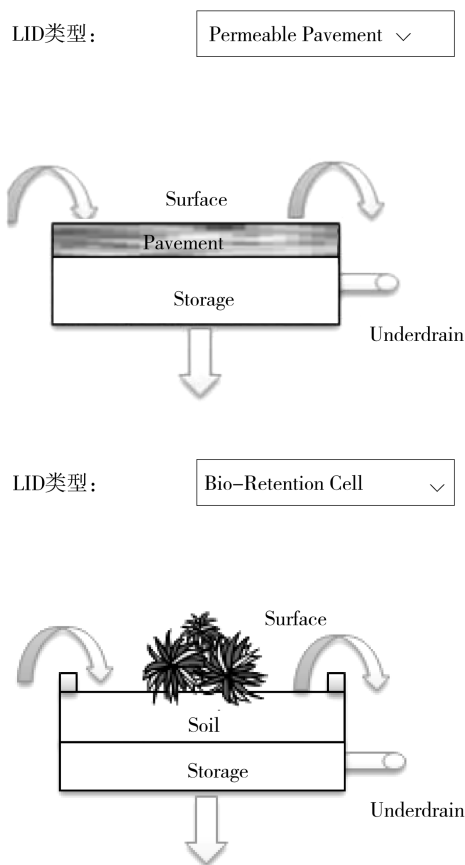 LID类型: Permeable Pavement
Surface
Pavement
Storage
Underdrain
LID类型: Bio-Retention Cell
Surface
Soil
Storage
Underdrain